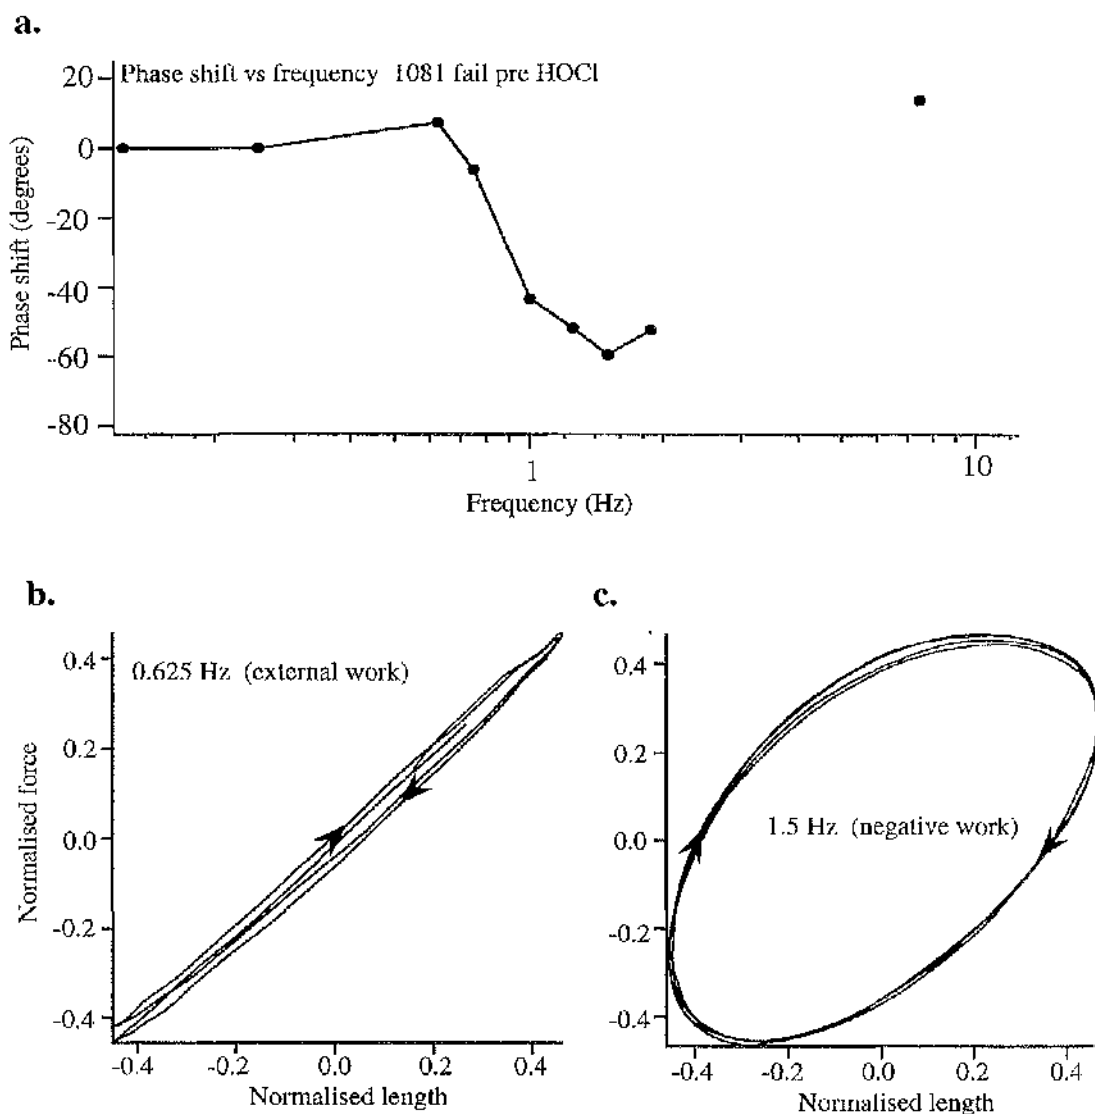 a.
Phase shift vs frequency 1081 fail pre HOCl
20
0
-20
-40
-60
-80
Phase shift (degrees)
1
10
Frequency (Hz)
b.
0.625 Hz (external work)
0.4
0.2
0.0
-0.2
-0.4
Normalised force
-0.4
-0.2
0.0
0.2
0.4
Normalised length
c.
1.5 Hz (negative work)
0.4
0.2
0.0
-0.2
-0.4
-0.4
-0.2
0.0
0.2
0.4
Normalised length